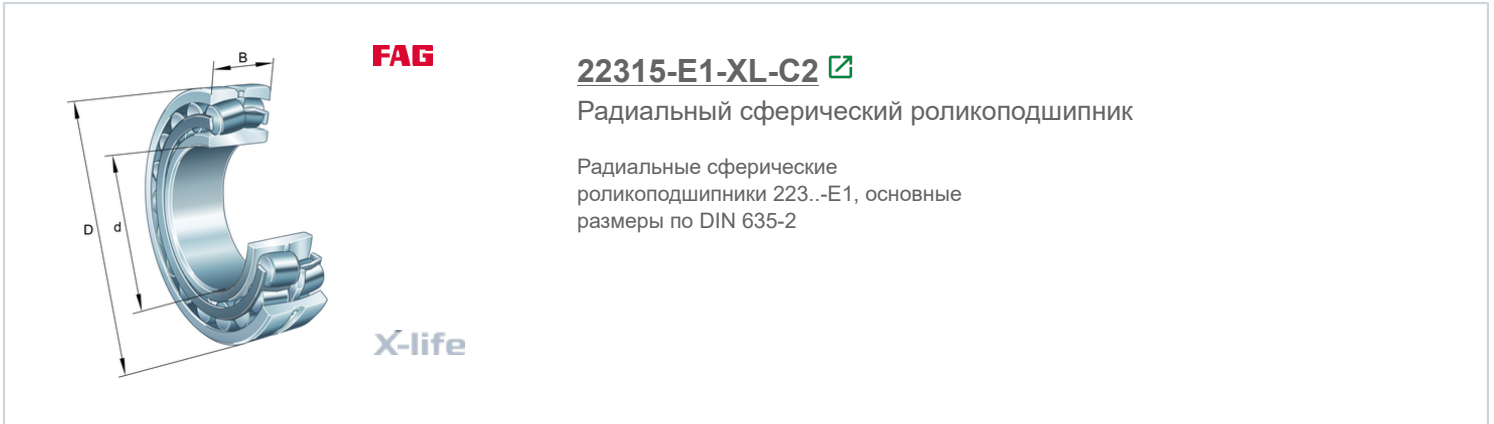 B
FAG
22315-E1-XL-C2
Радиальный сферический роликоподшипник
Радиальные сферические
роликоподшипники 223..-E1, основные
размеры по DIN 635-2
D
d
X-life